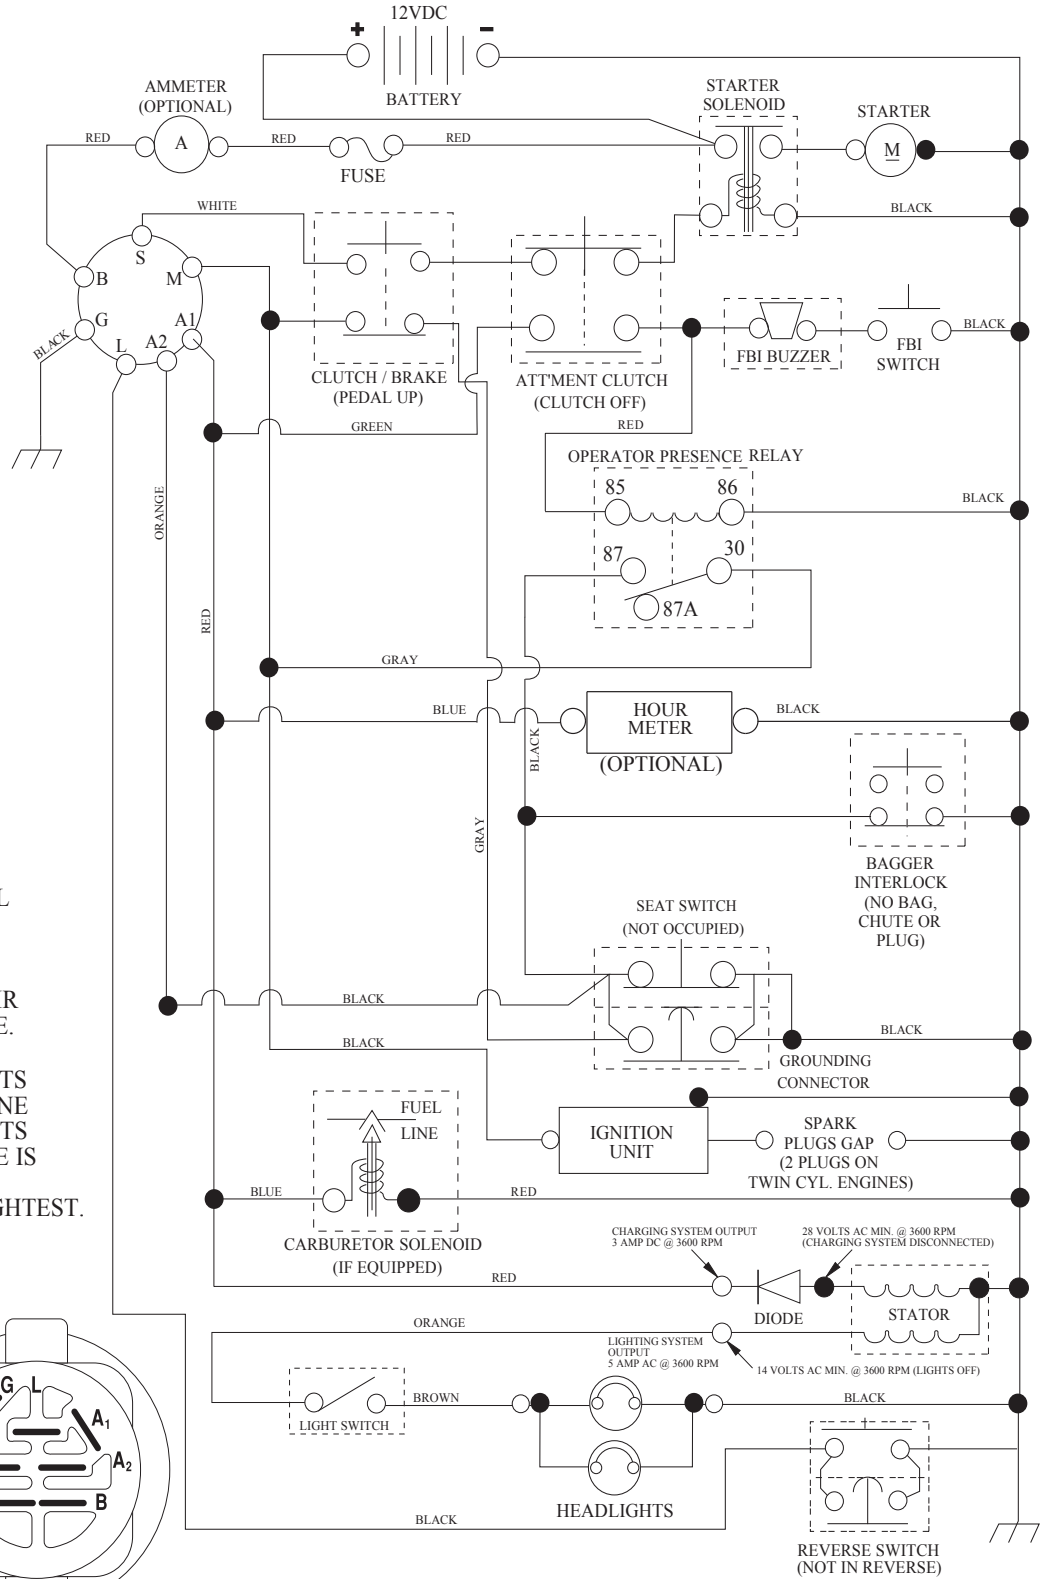 12VDC
+
-
BATTERY
AMMETER
(OPTIONAL)
STARTER
SOLENOID
STARTER
RED
A
RED
RED
M
FUSE
WHITE
BLACK
S
B
M
G
A1
L
A2
BLACK
BLACK
FBI BUZZER
FBI
SWITCH
CLUTCH / BRAKE
(PEDAL UP)
ATT'MENT CLUTCH
(CLUTCH OFF)
GREEN
RED
OPERATOR PRESENCE RELAY
85
86
BLACK
ORANGE
87
30
87A
RED
GRAY
BLUE
HOUR
METER
BLACK
(OPTIONAL)
BLACK
GRAY
BAGGER
INTERLOCK
(NO BAG,
CHUTE OR
PLUG)
L
SEAT SWITCH
(NOT OCCUPIED)
IR
E.
BLACK
BLACK
BLACK
GROUNDING
CONNECTOR
TS
NE
TS
E IS
GHTEST.
FUEL
LINE
IGNITION
UNIT
SPARK
PLUGS GAP
(2 PLUGS ON
TWIN CYL. ENGINES)
BLUE
RED
CARBURETOR SOLENOID
(IF EQUIPPED)
CHARGING SYSTEM OUTPUT
3 AMP DC @ 3600 RPM
28 VOLTS AC MIN. @ 3600 RPM
(CHARGING SYSTEM DISCONNECTED)
RED
DIODE
STATOR
ORANGE
LIGHTING SYSTEM
OUTPUT
5 AMP AC @ 3600 RPM
14 VOLTS AC MIN. @ 3600 RPM (LIGHTS OFF)
BROWN
LIGHT SWITCH
BLACK
G
L
A1
A2
B
HEADLIGHTS
BLACK
REVERSE SWITCH
(NOT IN REVERSE)